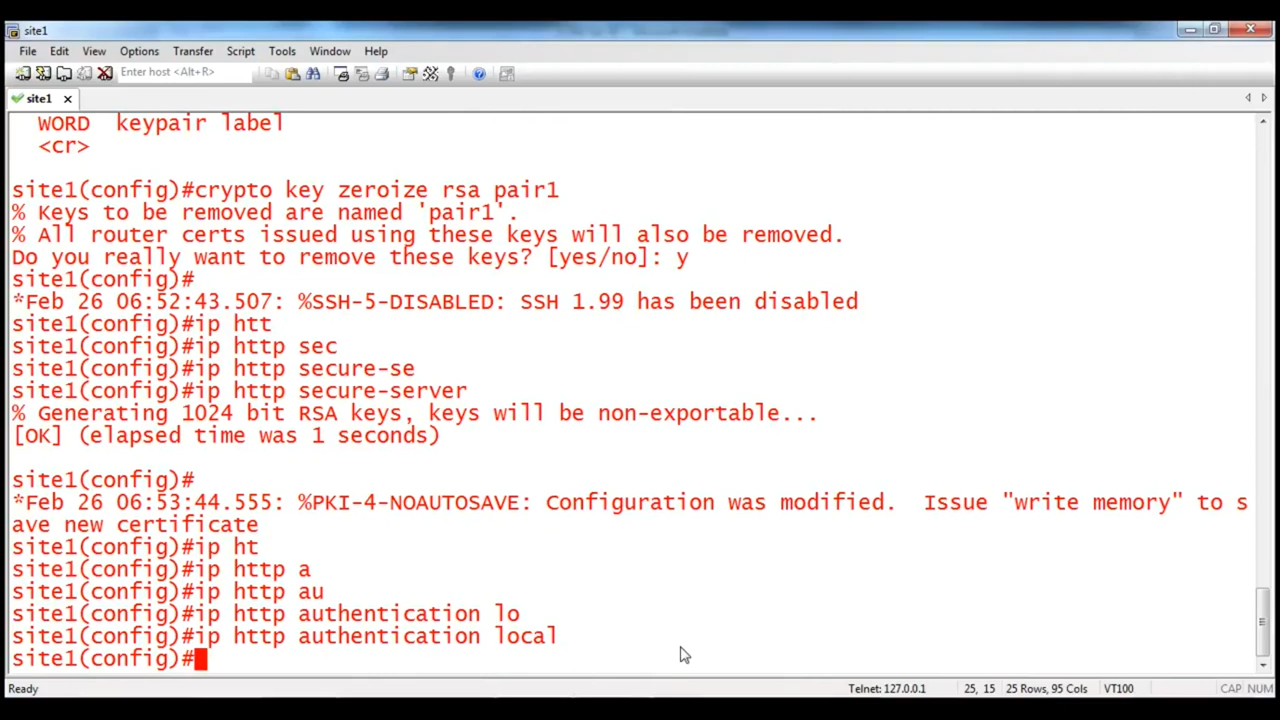 site1
File Edit View Options Transfer Script Tools Window Help
Enter host <Alt+R>
site1
WORD keypair label
<cr>
site1(config)#crypto key zeroize rsa pair1
% Keys to be removed are named 'pair1'.
% All router certs issued using these keys will also be removed.
Do you really want to remove these keys? [yes/no]: y
site1(config)#
*Feb 26 06:52:43.507: %SSH-5-DISABLED: SSH 1.99 has been disabled
site1(config)#ip htt
site1(config)#ip http sec
site1(config)#ip http secure-se
site1(config)#ip http secure-server
% Generating 1024 bit RSA keys, keys will be non-exportable...
[OK] (elapsed time was 1 seconds)
site1(config)#
*Feb 26 06:53:44.555: %PKI-4-NOAUTOSAVE: Configuration was modified.  Issue "write memory" to s
ave new certificate
site1(config)#ip ht
site1(config)#ip http a
site1(config)#ip http au
site1(config)#ip http authentication lo
site1(config)#ip http authentication local
site1(config)#
Ready Telnet: 127.0.0.1 25, 15 25 Rows, 95 Cols VT100 CAP NUM